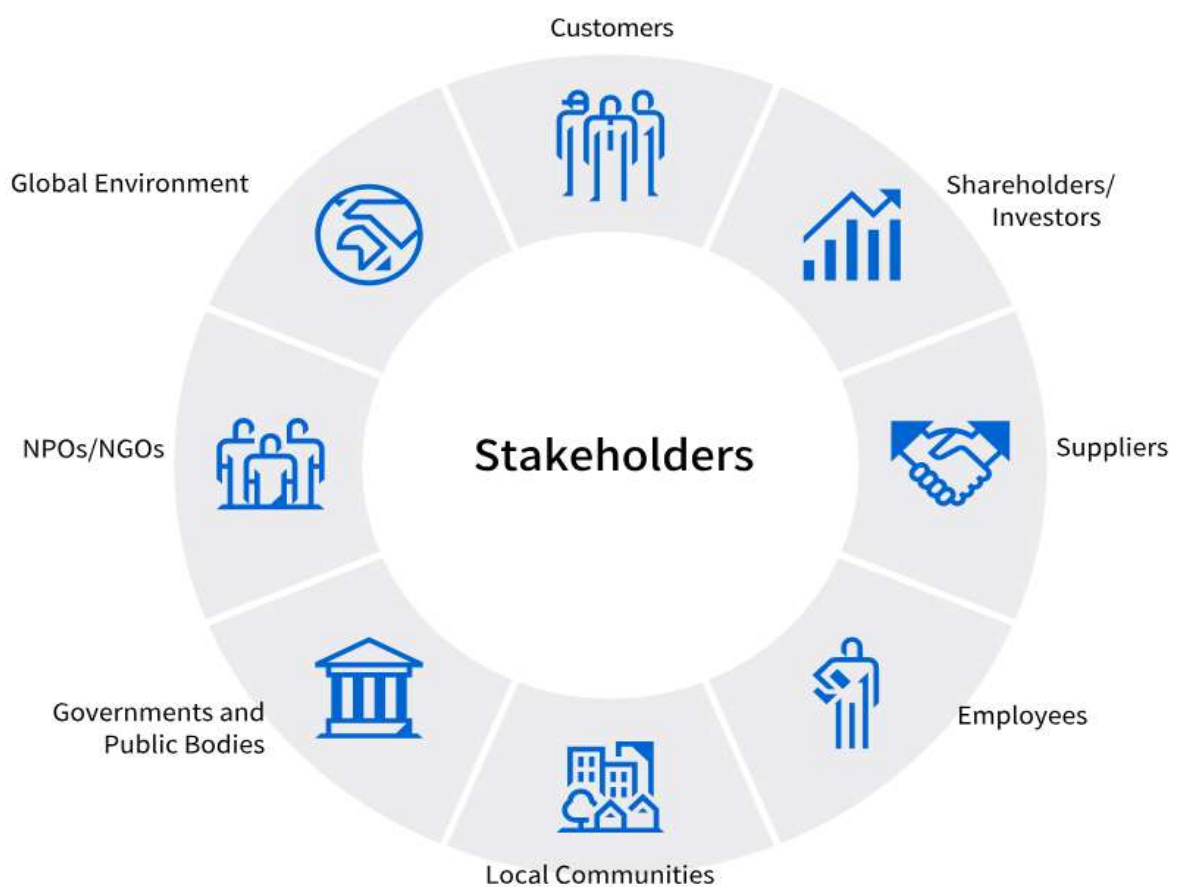 Customers
Global Environment
Shareholders/
Investors
NPOs/NGOs
Stakeholders
Suppliers
Governments and
Public Bodies
Employees
Local Communities